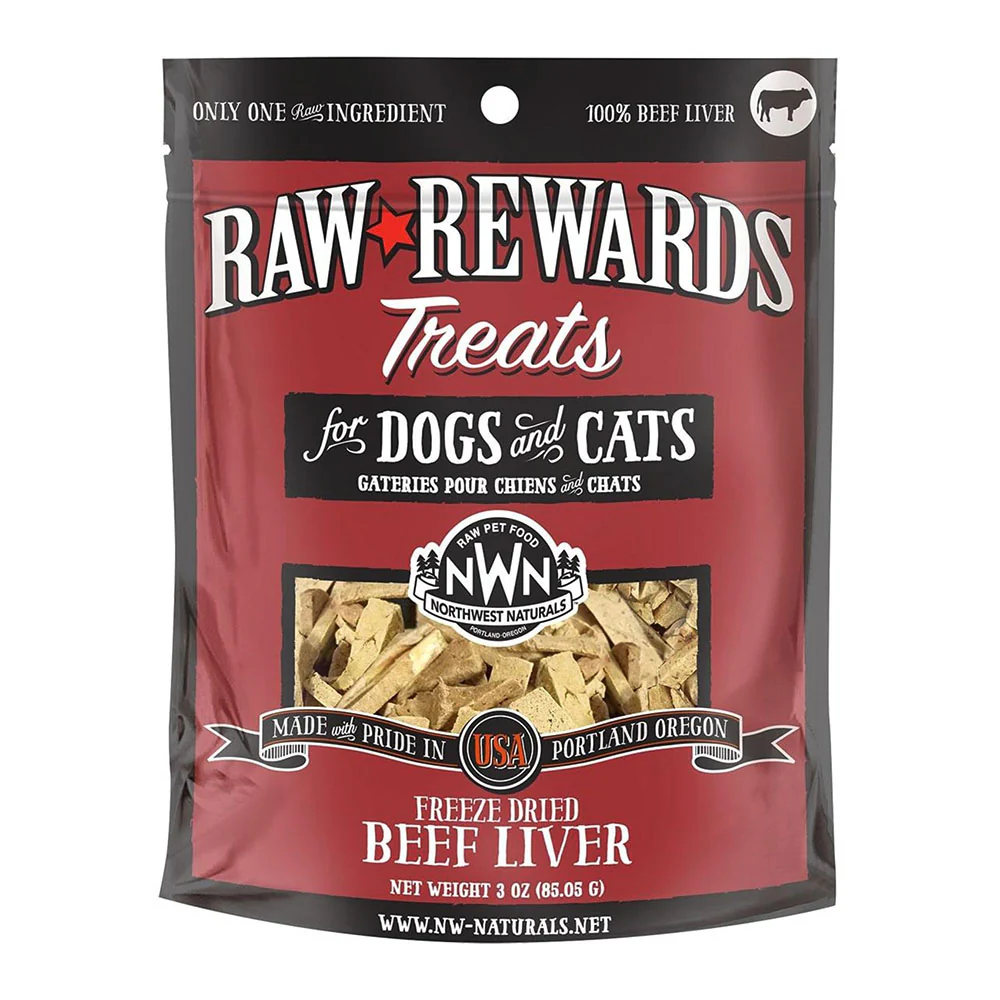 ONLY ONE Raw INGREDIENT
100% BEEF LIVER
RAW REWARDS
Treats
for DOGS and CATS
GATERIES POUR CHIENS and CHATS
RAW PET FOOD
NWN
NORTHWEST NATURALS
PORTLAND-OREGON
MADE with PRIDE IN USA PORTLAND OREGON
FREEZE DRIED
BEEF LIVER
NET WEIGHT 3 OZ (85.05 G)
WWW.NW-NATURALS.NET